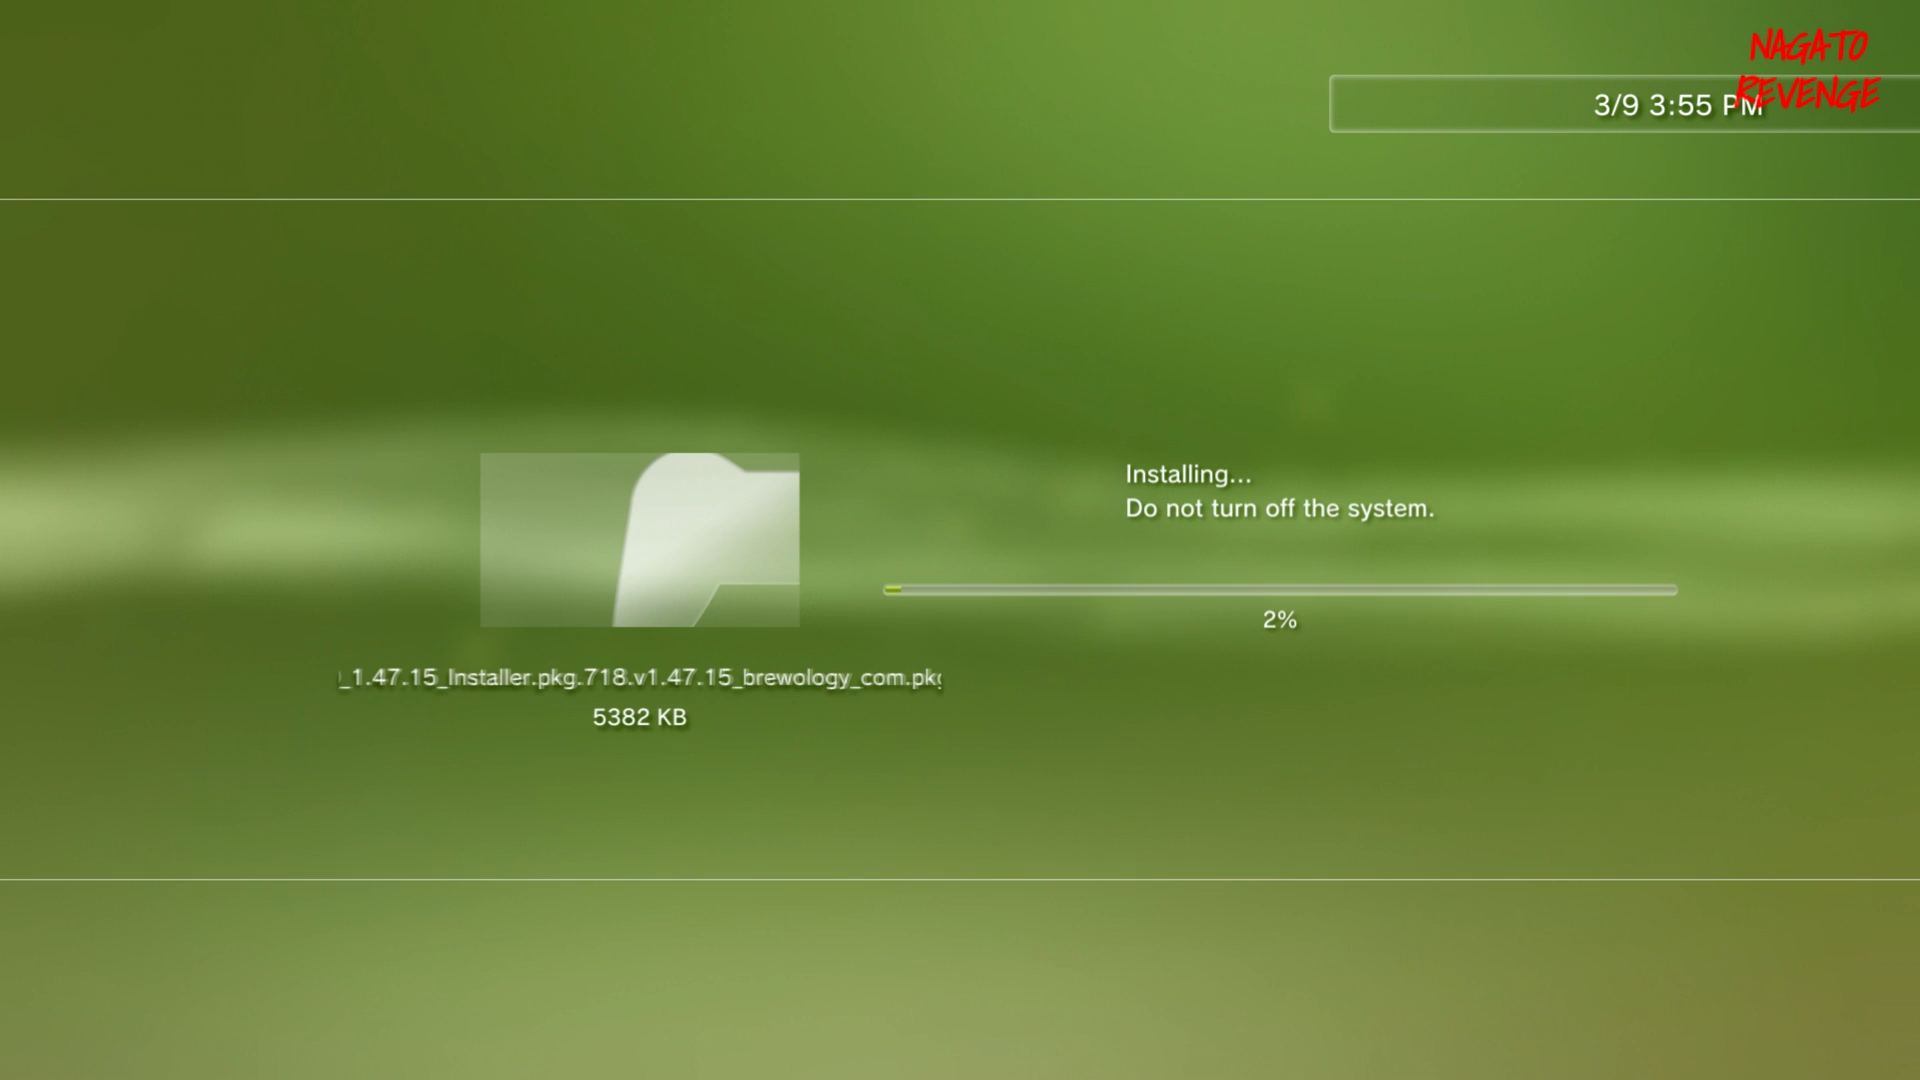 NAGATO
REVENGE
3/9 3:55 PM
Installing...
Do not turn off the system.
2%
_1.47.15_Installer.pkg.718.v1.47.15_brewology_com.pkg
5382 KB